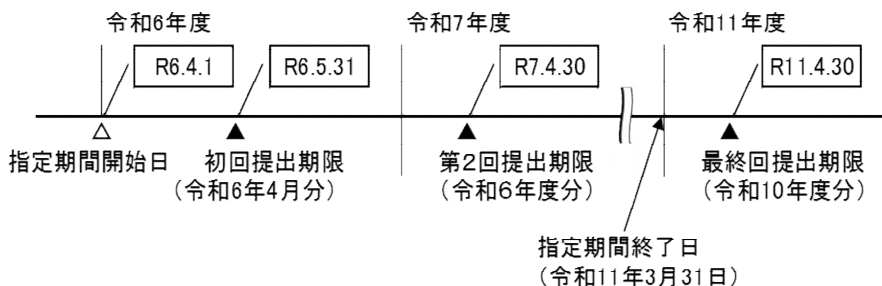 令和6年度
令和7年度
令和11年度
R6.4.1
R6.5.31
R7.4.30
R11.4.30
指定期間開始日
初回提出期限
(令和6年4月分)
第2回提出期限
(令和6年度分)
最終回提出期限
(令和10年度分)
指定期間終了日
(令和11年3月31日)